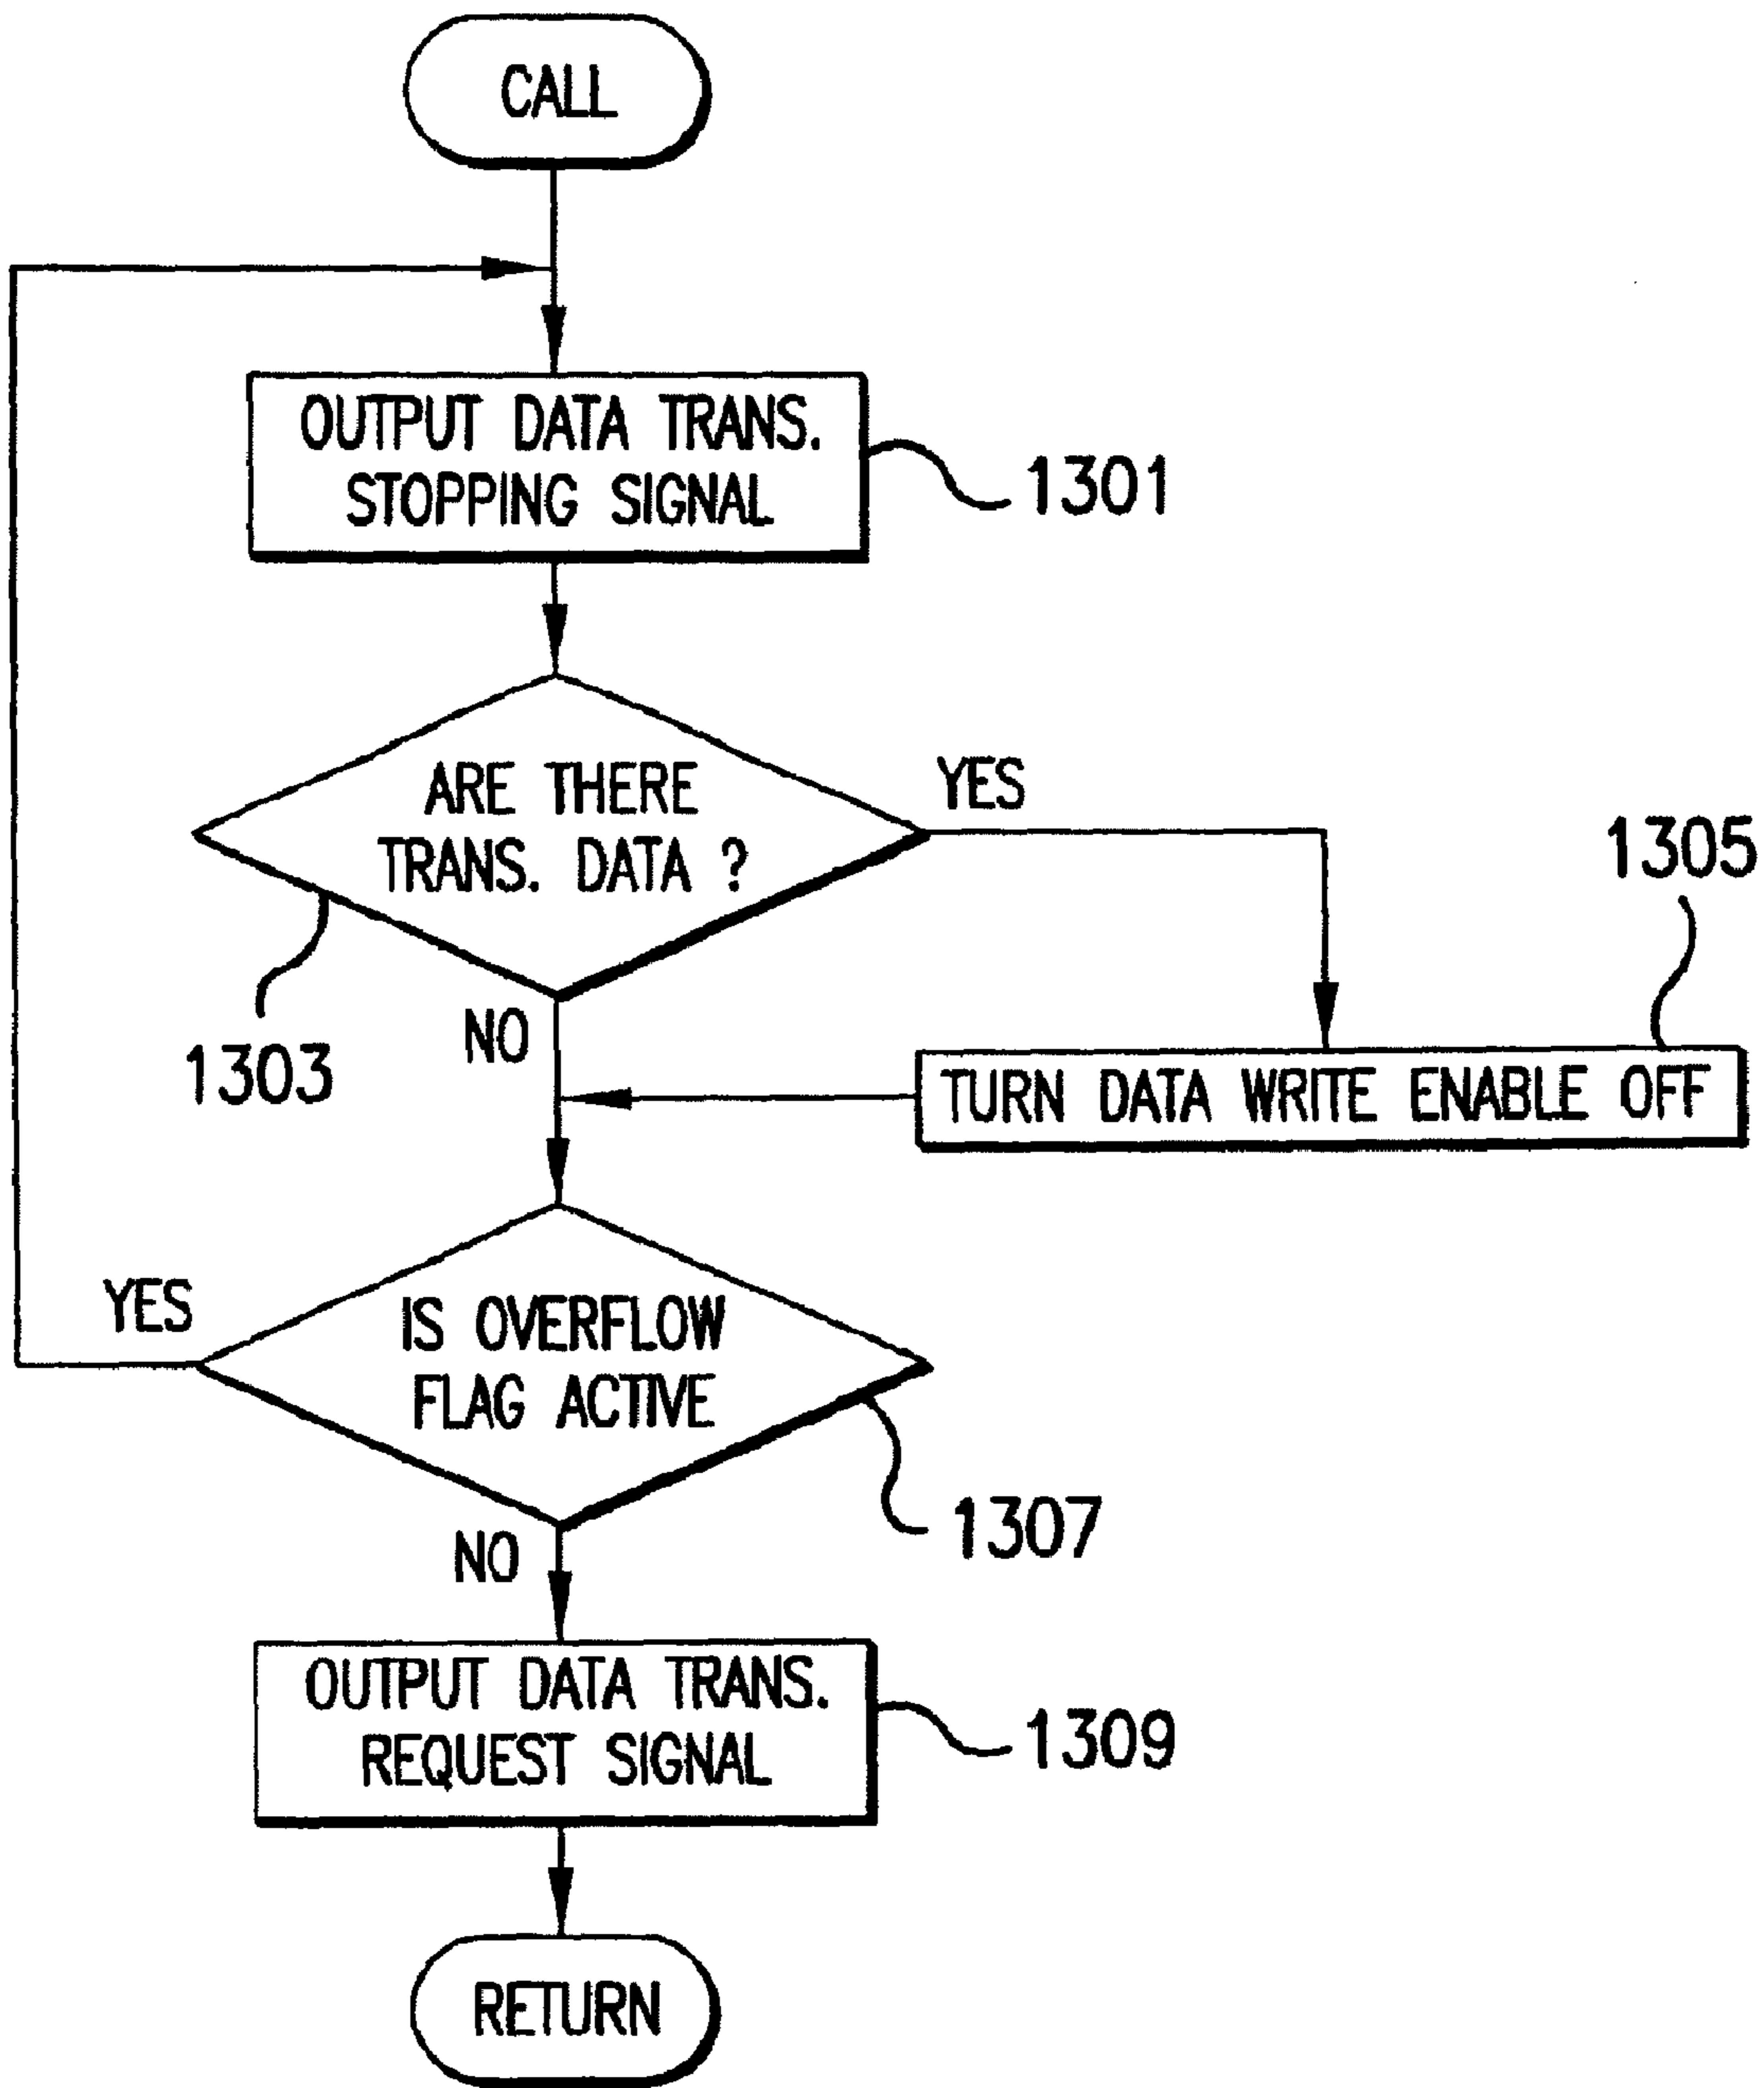 CALL
OUTPUT DATA TRANS.
STOPPING SIGNAL
1301
ARE THERE
TRANS. DATA ?
YES
1305
1303
NO
TURN DATA WRITE ENABLE OFF
YES
IS OVERFLOW
FLAG ACTIVE
1307
NO
OUTPUT DATA TRANS.
REQUEST SIGNAL
1309
RETURN